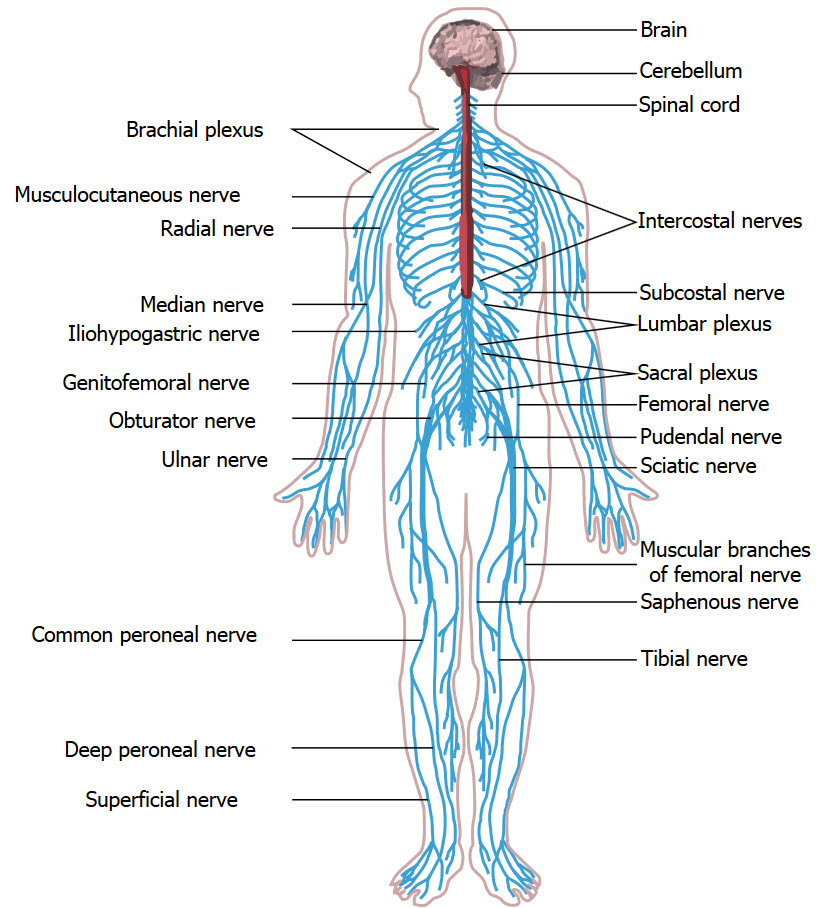 Brain
Cerebellum
Spinal cord
Brachial plexus
Musculocutaneous nerve
Radial nerve
Intercostal nerves
Median nerve
Iliohypogastric nerve
Subcostal nerve
Lumbar plexus
Genitofemoral nerve
Obturator nerve
Ulnar nerve
Sacral plexus
Femoral nerve
Pudendal nerve
Sciatic nerve
Muscular branches
of femoral nerve
Saphenous nerve
Common peroneal nerve
Tibial nerve
Deep peroneal nerve
Superficial nerve